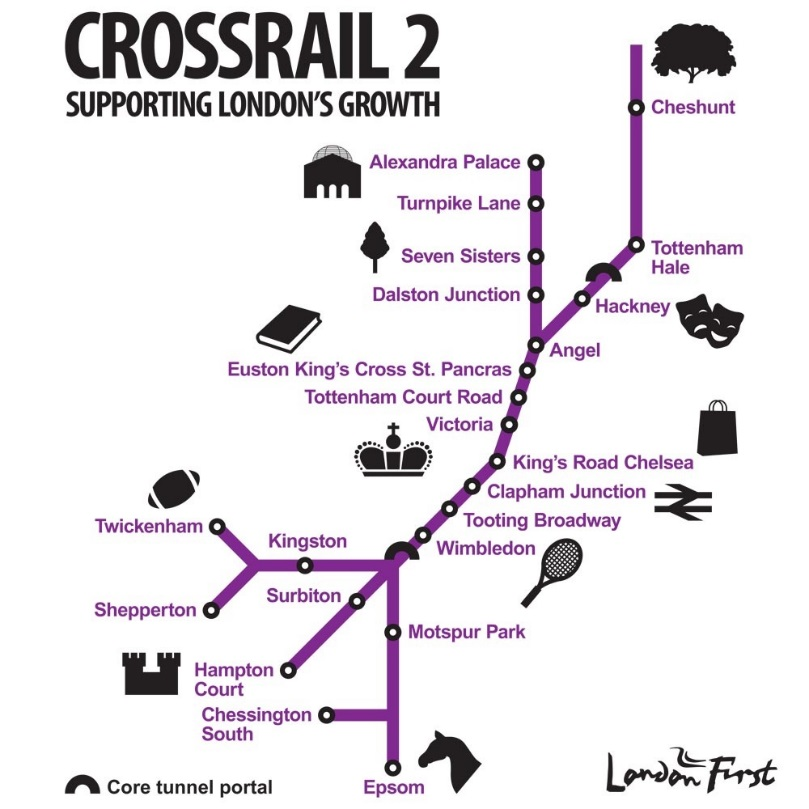 CROSSRAIL 2
SUPPORTING LONDON'S GROWTH
Cheshunt
Alexandra Palace
Turnpike Lane
Seven Sisters
Tottenham
Hale
Dalston Junction
Hackney
Angel
Euston King's Cross St. Pancras
Tottenham Court Road
Victoria
King's Road Chelsea
Clapham Junction
Tooting Broadway
Twickenham
Kingston
Wimbledon
Surbiton
Shepperton
Motspur Park
Hampton
Court
Chessington
South
Epsom
Core tunnel portal
London First